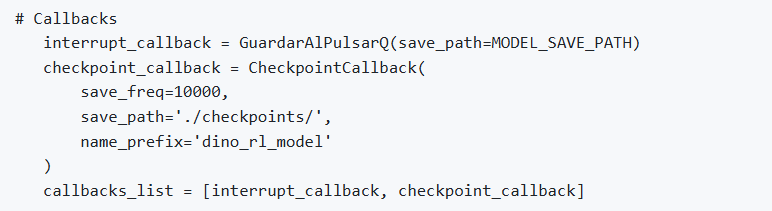 # Callbacks
    interrupt_callback = GuardarAlPulsarQ(save_path=MODEL_SAVE_PATH)
    checkpoint_callback = CheckpointCallback(
        save_freq=10000,
        save_path='./checkpoints/',
        name_prefix='dino_rl_model'
    )
    callbacks_list = [interrupt_callback, checkpoint_callback]